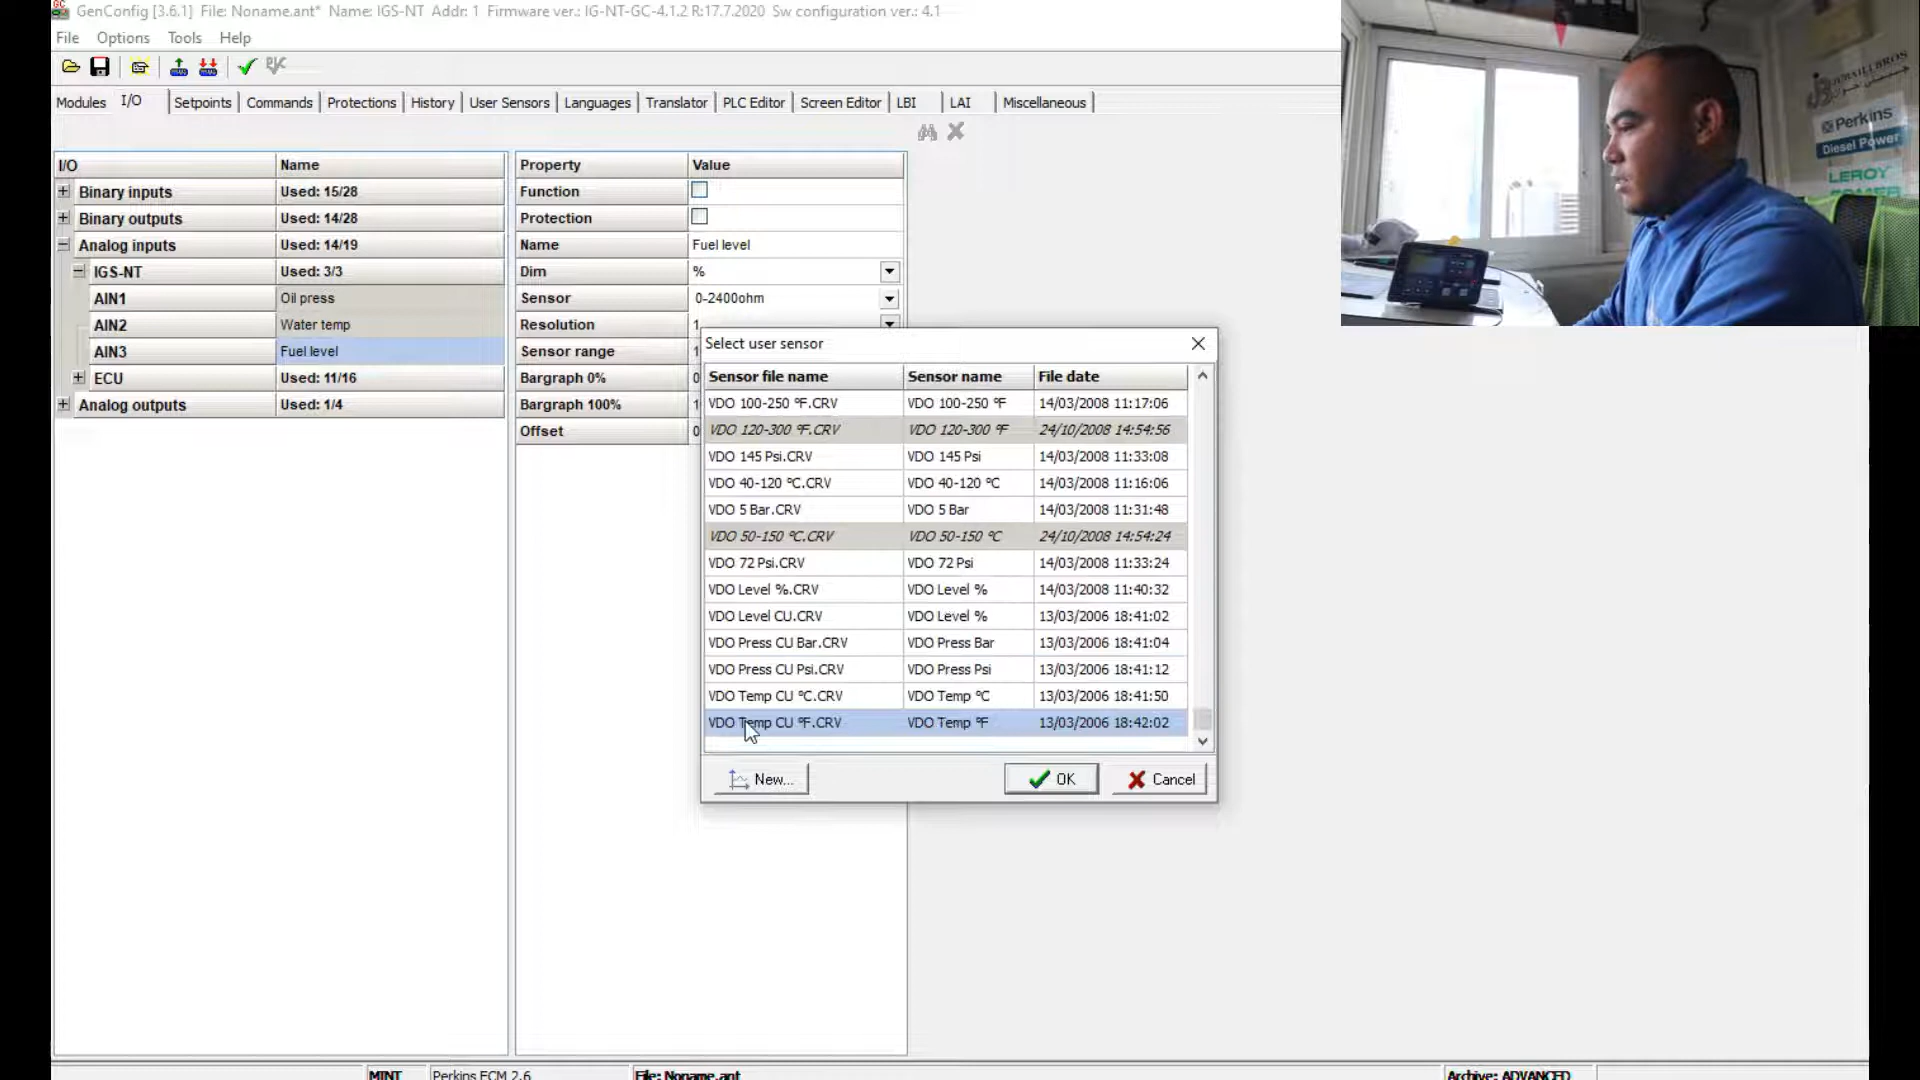 GenConfig [3.6.1] File: Noname.ant* Name: IGS-NT Addr: 1 Firmware ver.: IG-NT-GC-4.1.2 R:17.7.2020 Sw configuration ver.: 4.1
File Options Tools Help
Modules I/O Setpoints Commands Protections History User Sensors Languages Translator PLC Editor Screen Editor LBI LAI Miscellaneous
I/O Name
Binary inputs Used: 15/28
Binary outputs Used: 14/28
Analog inputs Used: 14/19
IGS-NT Used: 3/3
AIN1 Oil press
AIN2 Water temp
AIN3 Fuel level
ECU Used: 11/16
Analog outputs Used: 1/4
Property Value
Function
Protection
Name Fuel level
Dim %
Sensor 0-2400ohm
Resolution 1
Sensor range 1
Bargraph 0% 0
Bargraph 100% 1
Offset 0
Select user sensor
Sensor file name Sensor name File date
VDO 100-250 °F.CRV VDO 100-250 °F 14/03/2008 11:17:06
VDO 120-300 °F.CRV VDO 120-300 °F 24/10/2008 14:54:56
VDO 145 Psi.CRV VDO 145 Psi 14/03/2008 11:33:08
VDO 40-120 °C.CRV VDO 40-120 °C 14/03/2008 11:16:06
VDO 5 Bar.CRV VDO 5 Bar 14/03/2008 11:31:48
VDO 50-150 °C.CRV VDO 50-150 °C 24/10/2008 14:54:24
VDO 72 Psi.CRV VDO 72 Psi 14/03/2008 11:33:24
VDO Level %.CRV VDO Level % 14/03/2008 11:40:32
VDO Level CU.CRV VDO Level % 13/03/2006 18:41:02
VDO Press CU Bar.CRV VDO Press Bar 13/03/2006 18:41:04
VDO Press CU Psi.CRV VDO Press Psi 13/03/2006 18:41:12
VDO Temp CU °C.CRV VDO Temp °C 13/03/2006 18:41:50
VDO Temp CU °F.CRV VDO Temp °F 13/03/2006 18:42:02
New... OK Cancel
Perkins
Diesel Power
LEROY
SOMER
MINT Perkins ECM 2.6 File: Noname.ant Archive: ADVANCED